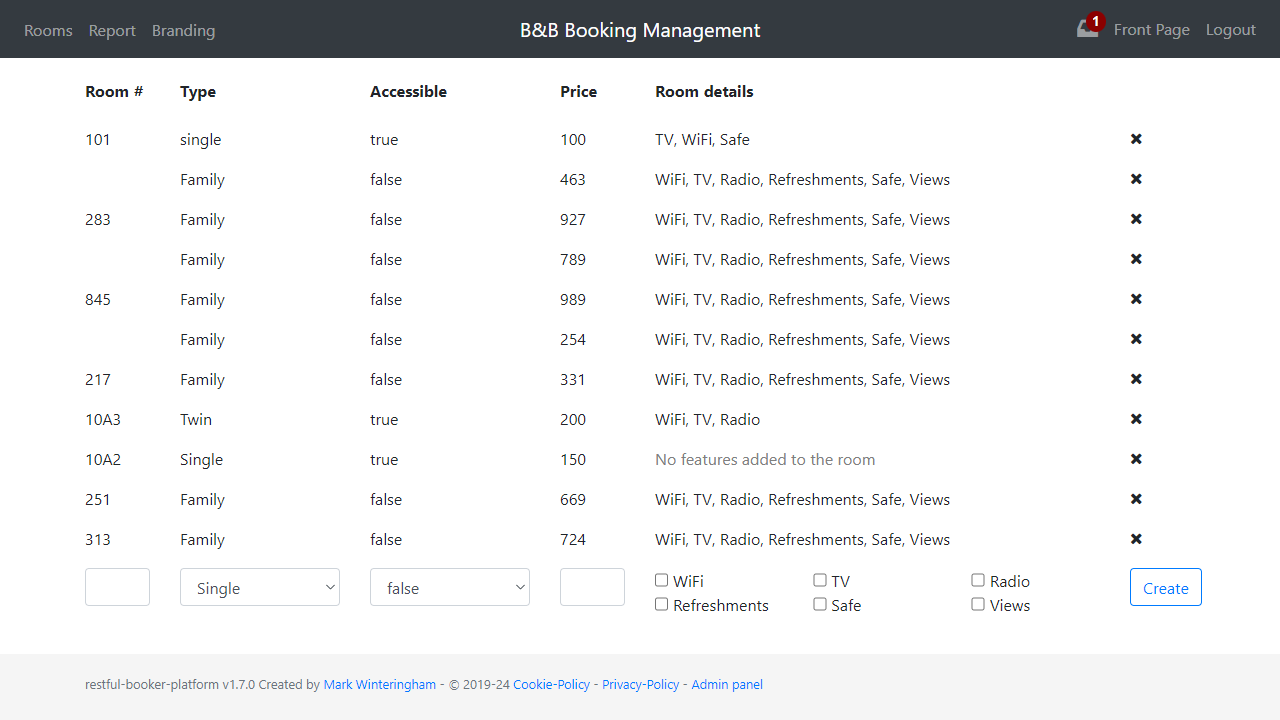 Rooms Report Branding B&B Booking Management 1 Front Page Logout
Room # Type Accessible Price Room details
101 single true 100 TV, WiFi, Safe
Family false 463 WiFi, TV, Radio, Refreshments, Safe, Views
283 Family false 927 WiFi, TV, Radio, Refreshments, Safe, Views
Family false 789 WiFi, TV, Radio, Refreshments, Safe, Views
845 Family false 989 WiFi, TV, Radio, Refreshments, Safe, Views
Family false 254 WiFi, TV, Radio, Refreshments, Safe, Views
217 Family false 331 WiFi, TV, Radio, Refreshments, Safe, Views
10A3 Twin true 200 WiFi, TV, Radio
10A2 Single true 150 No features added to the room
251 Family false 669 WiFi, TV, Radio, Refreshments, Safe, Views
313 Family false 724 WiFi, TV, Radio, Refreshments, Safe, Views
Single false WiFi TV Radio Create
Refreshments Safe Views
restful-booker-platform v1.7.0 Created by Mark Winteringham - © 2019-24 Cookie-Policy - Privacy-Policy - Admin panel